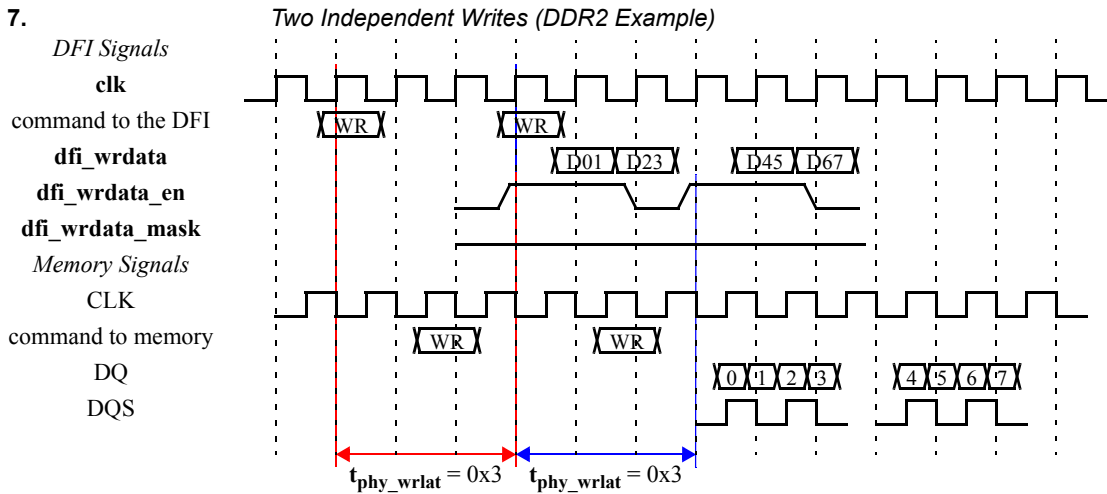 7. Two Independent Writes (DDR2 Example)
DFI Signals
clk
command to the DFI WR WR
dfi_wrdata D01 D23 D45 D67
dfi_wrdata_en
dfi_wrdata_mask
Memory Signals
CLK
command to memory WR WR
DQ 0 1 2 3 4 5 6 7
DQS
tphy_wrlat = 0x3 tphy_wrlat = 0x3